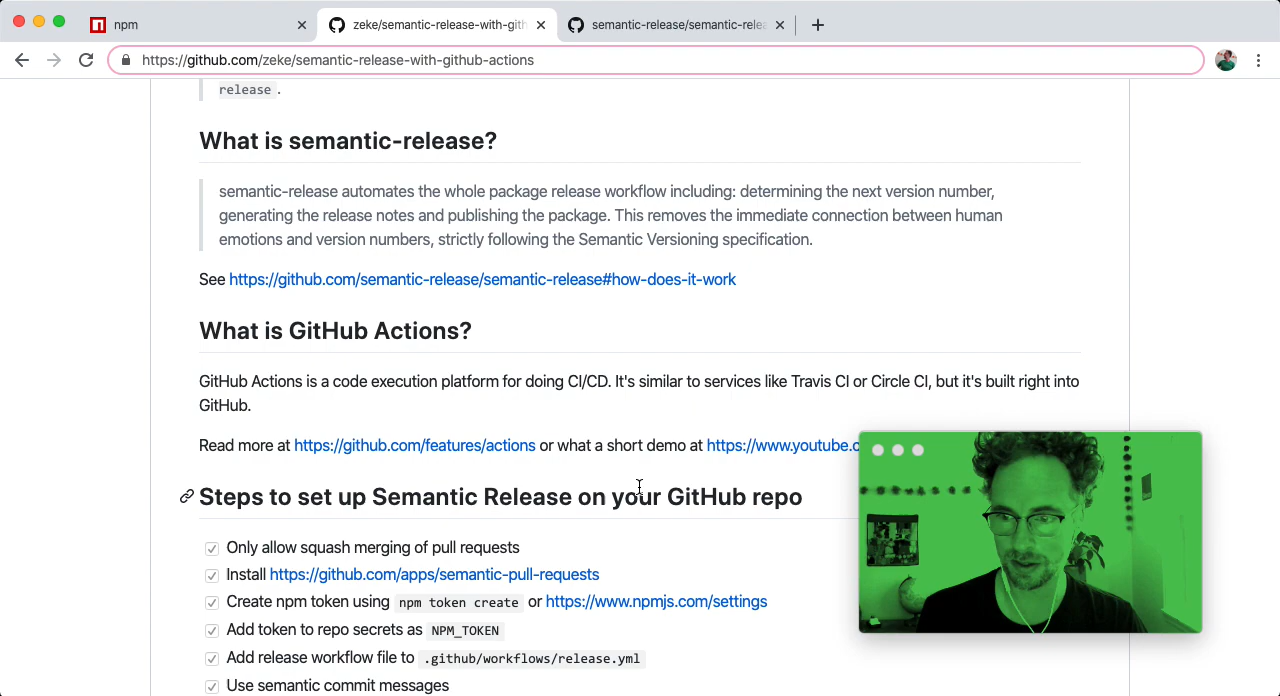 npm
zeke/semantic-release-with-gith
semantic-release/semantic-relea
https://github.com/zeke/semantic-release-with-github-actions
release .
What is semantic-release?
semantic-release automates the whole package release workflow including: determining the next version number,
generating the release notes and publishing the package. This removes the immediate connection between human
emotions and version numbers, strictly following the Semantic Versioning specification.
See https://github.com/semantic-release/semantic-release#how-does-it-work
What is GitHub Actions?
GitHub Actions is a code execution platform for doing CI/CD. It's similar to services like Travis CI or Circle CI, but it's built right into
GitHub.
Read more at https://github.com/features/actions or what a short demo at https://www.youtube.c
Steps to set up Semantic Release on your GitHub repo
Only allow squash merging of pull requests
Install https://github.com/apps/semantic-pull-requests
Create npm token using npm token create or https://www.npmjs.com/settings
Add token to repo secrets as NPM_TOKEN
Add release workflow file to .github/workflows/release.yml
Use semantic commit messages